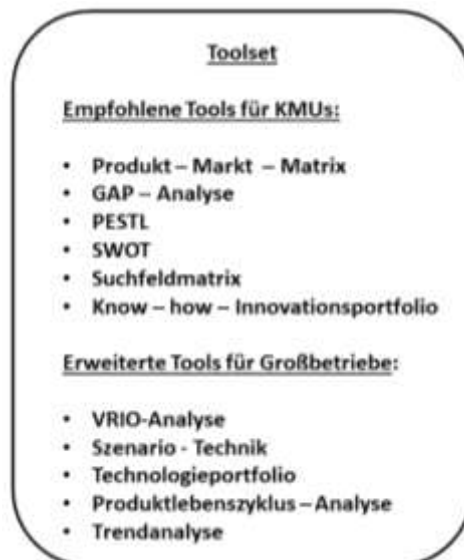 Toolset
Empfohlene Tools für KMUs:
• Produkt – Markt – Matrix
• GAP – Analyse
• PESTL
• SWOT
• Suchfeldmatrix
• Know – how – Innovationsportfolio
Erweiterte Tools für Großbetriebe:
• VRIO-Analyse
• Szenario - Technik
• Technologieportfolio
• Produktlebenszyklus – Analyse
• Trendanalyse